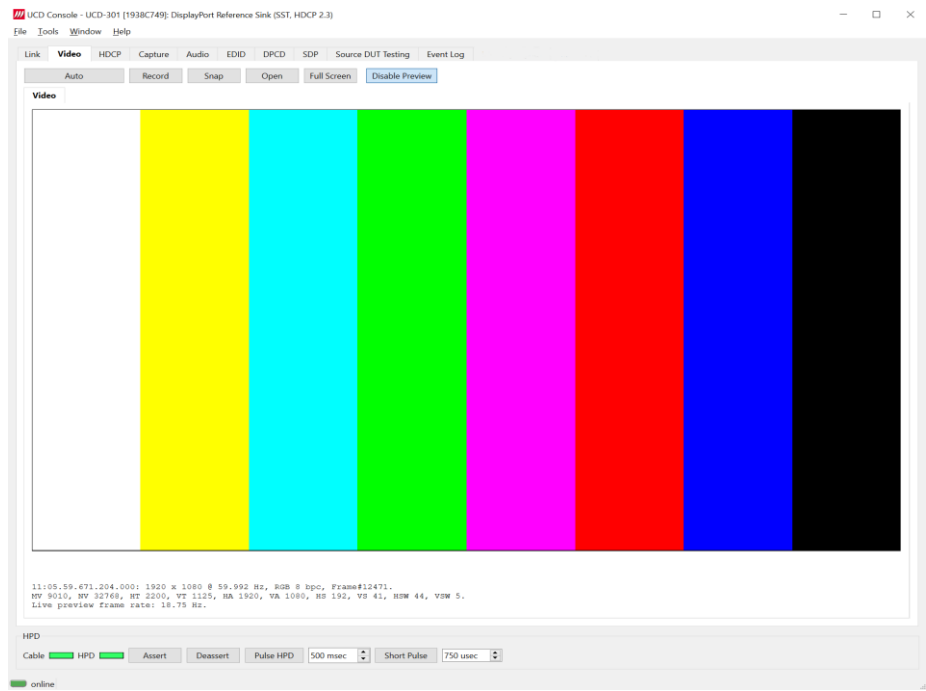 UCD Console - UCD-301 [1938C749]: DisplayPort Reference Sink (SST, HDCP 2.3)
File Tools Window Help
Link Video HDCP Capture Audio EDID DPCD SDP Source DUT Testing Event Log
Auto Record Snap Open Full Screen Disable Preview
Video
11:05.59.671.204.000: 1920 x 1080 @ 59.992 Hz, RGB 8 bpc, Frame#12471.
MV 9010, NV 32768, HT 2200, VT 1125, HA 1920, VA 1080, HS 192, VS 41, HSW 44, VSW 5.
Live preview frame rate: 18.75 Hz.
HPD
Cable HPD Assert Deassert Pulse HPD 500 msec Short Pulse 750 usec
online